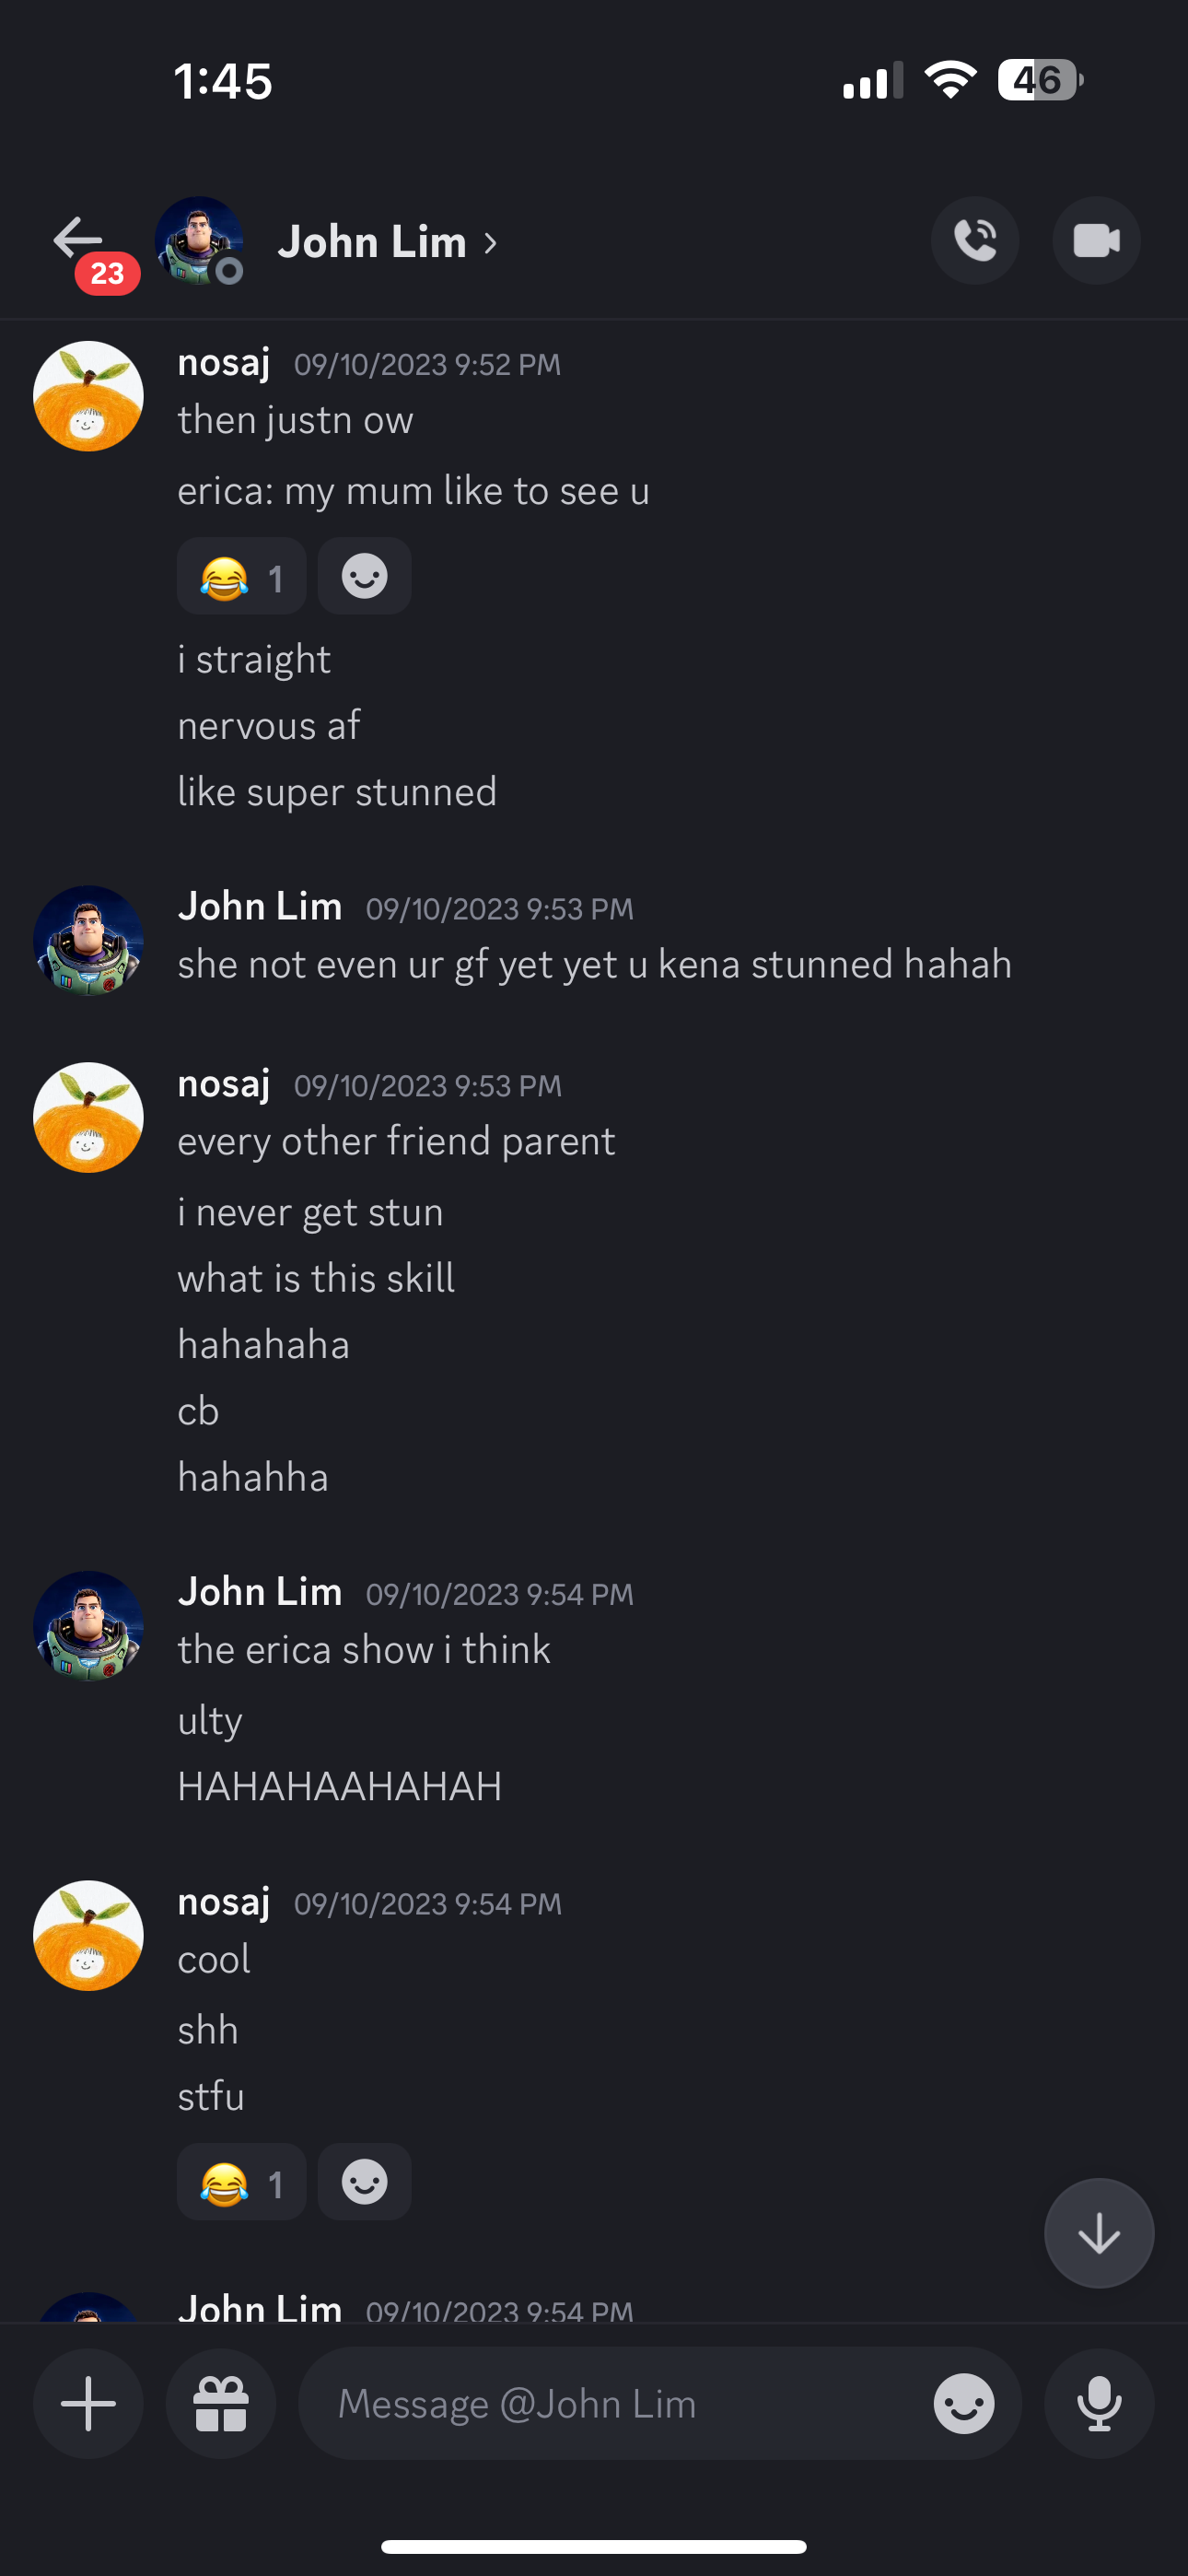 1:45
46
23
John Lim
nosaj 09/10/2023 9:52 PM
then justn ow
erica: my mum like to see u
😂 1
i straight
nervous af
like super stunned
John Lim 09/10/2023 9:53 PM
she not even ur gf yet yet u kena stunned hahah
nosaj 09/10/2023 9:53 PM
every other friend parent
i never get stun
what is this skill
hahahaha
cb
hahahha
John Lim 09/10/2023 9:54 PM
the erica show i think
ulty
HAHAHAAHAHAH
nosaj 09/10/2023 9:54 PM
cool
shh
stfu
😂 1
John Lim 09/10/2023 9:54 PM
Message @John Lim